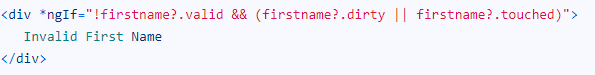 <div *ngIf="!firstname?.valid && (firstname?.dirty || firstname?.touched)">
Invalid First Name
</div>